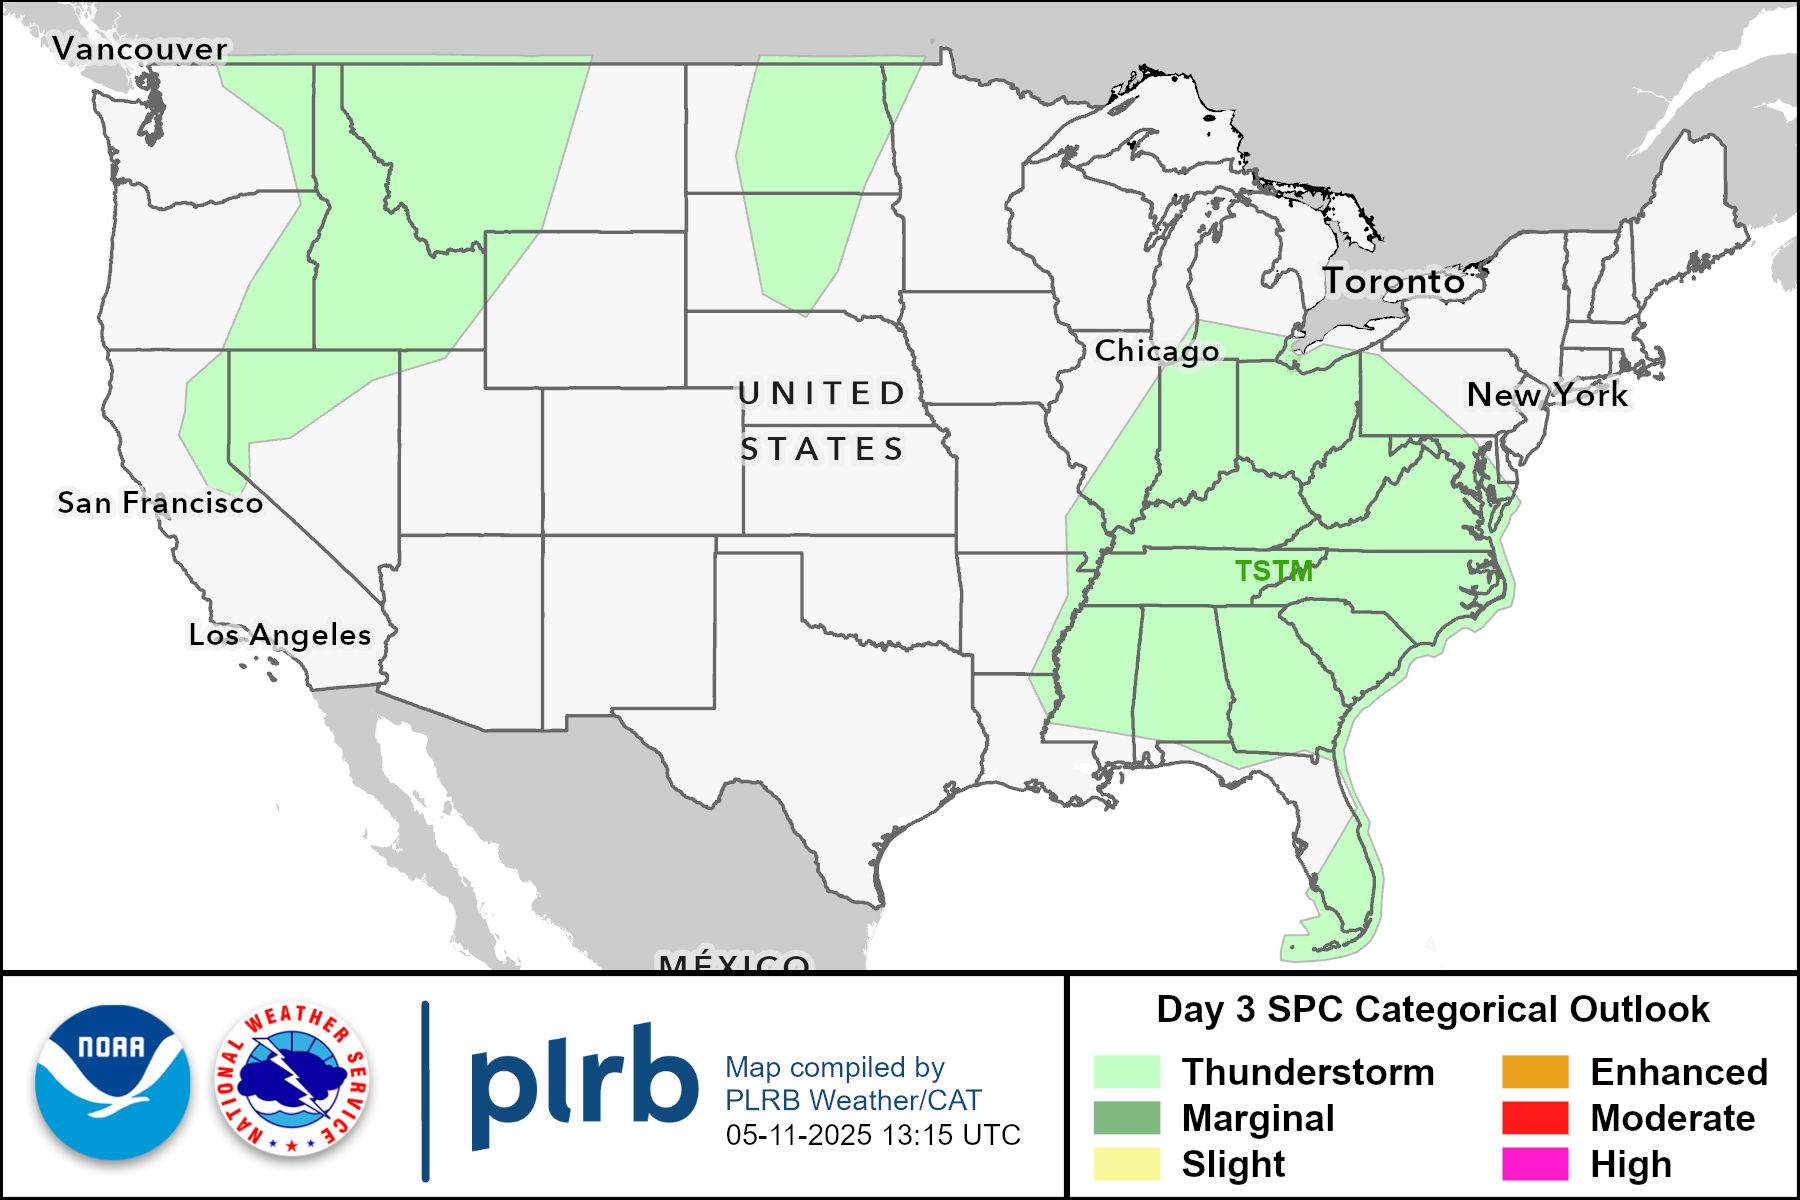 Vancouver
Toronto
Chicago
UNITED
New York
STATES
San Francisco
TSTM
Los Angeles
MÉXICO
NOAA
NATIONAL WEATHER SERVICE
plrb
Map compiled by
PLRB Weather/CAT
05-11-2025 13:15 UTC
Day 3 SPC Categorical Outlook
Thunderstorm
Enhanced
Marginal
Moderate
Slight
High